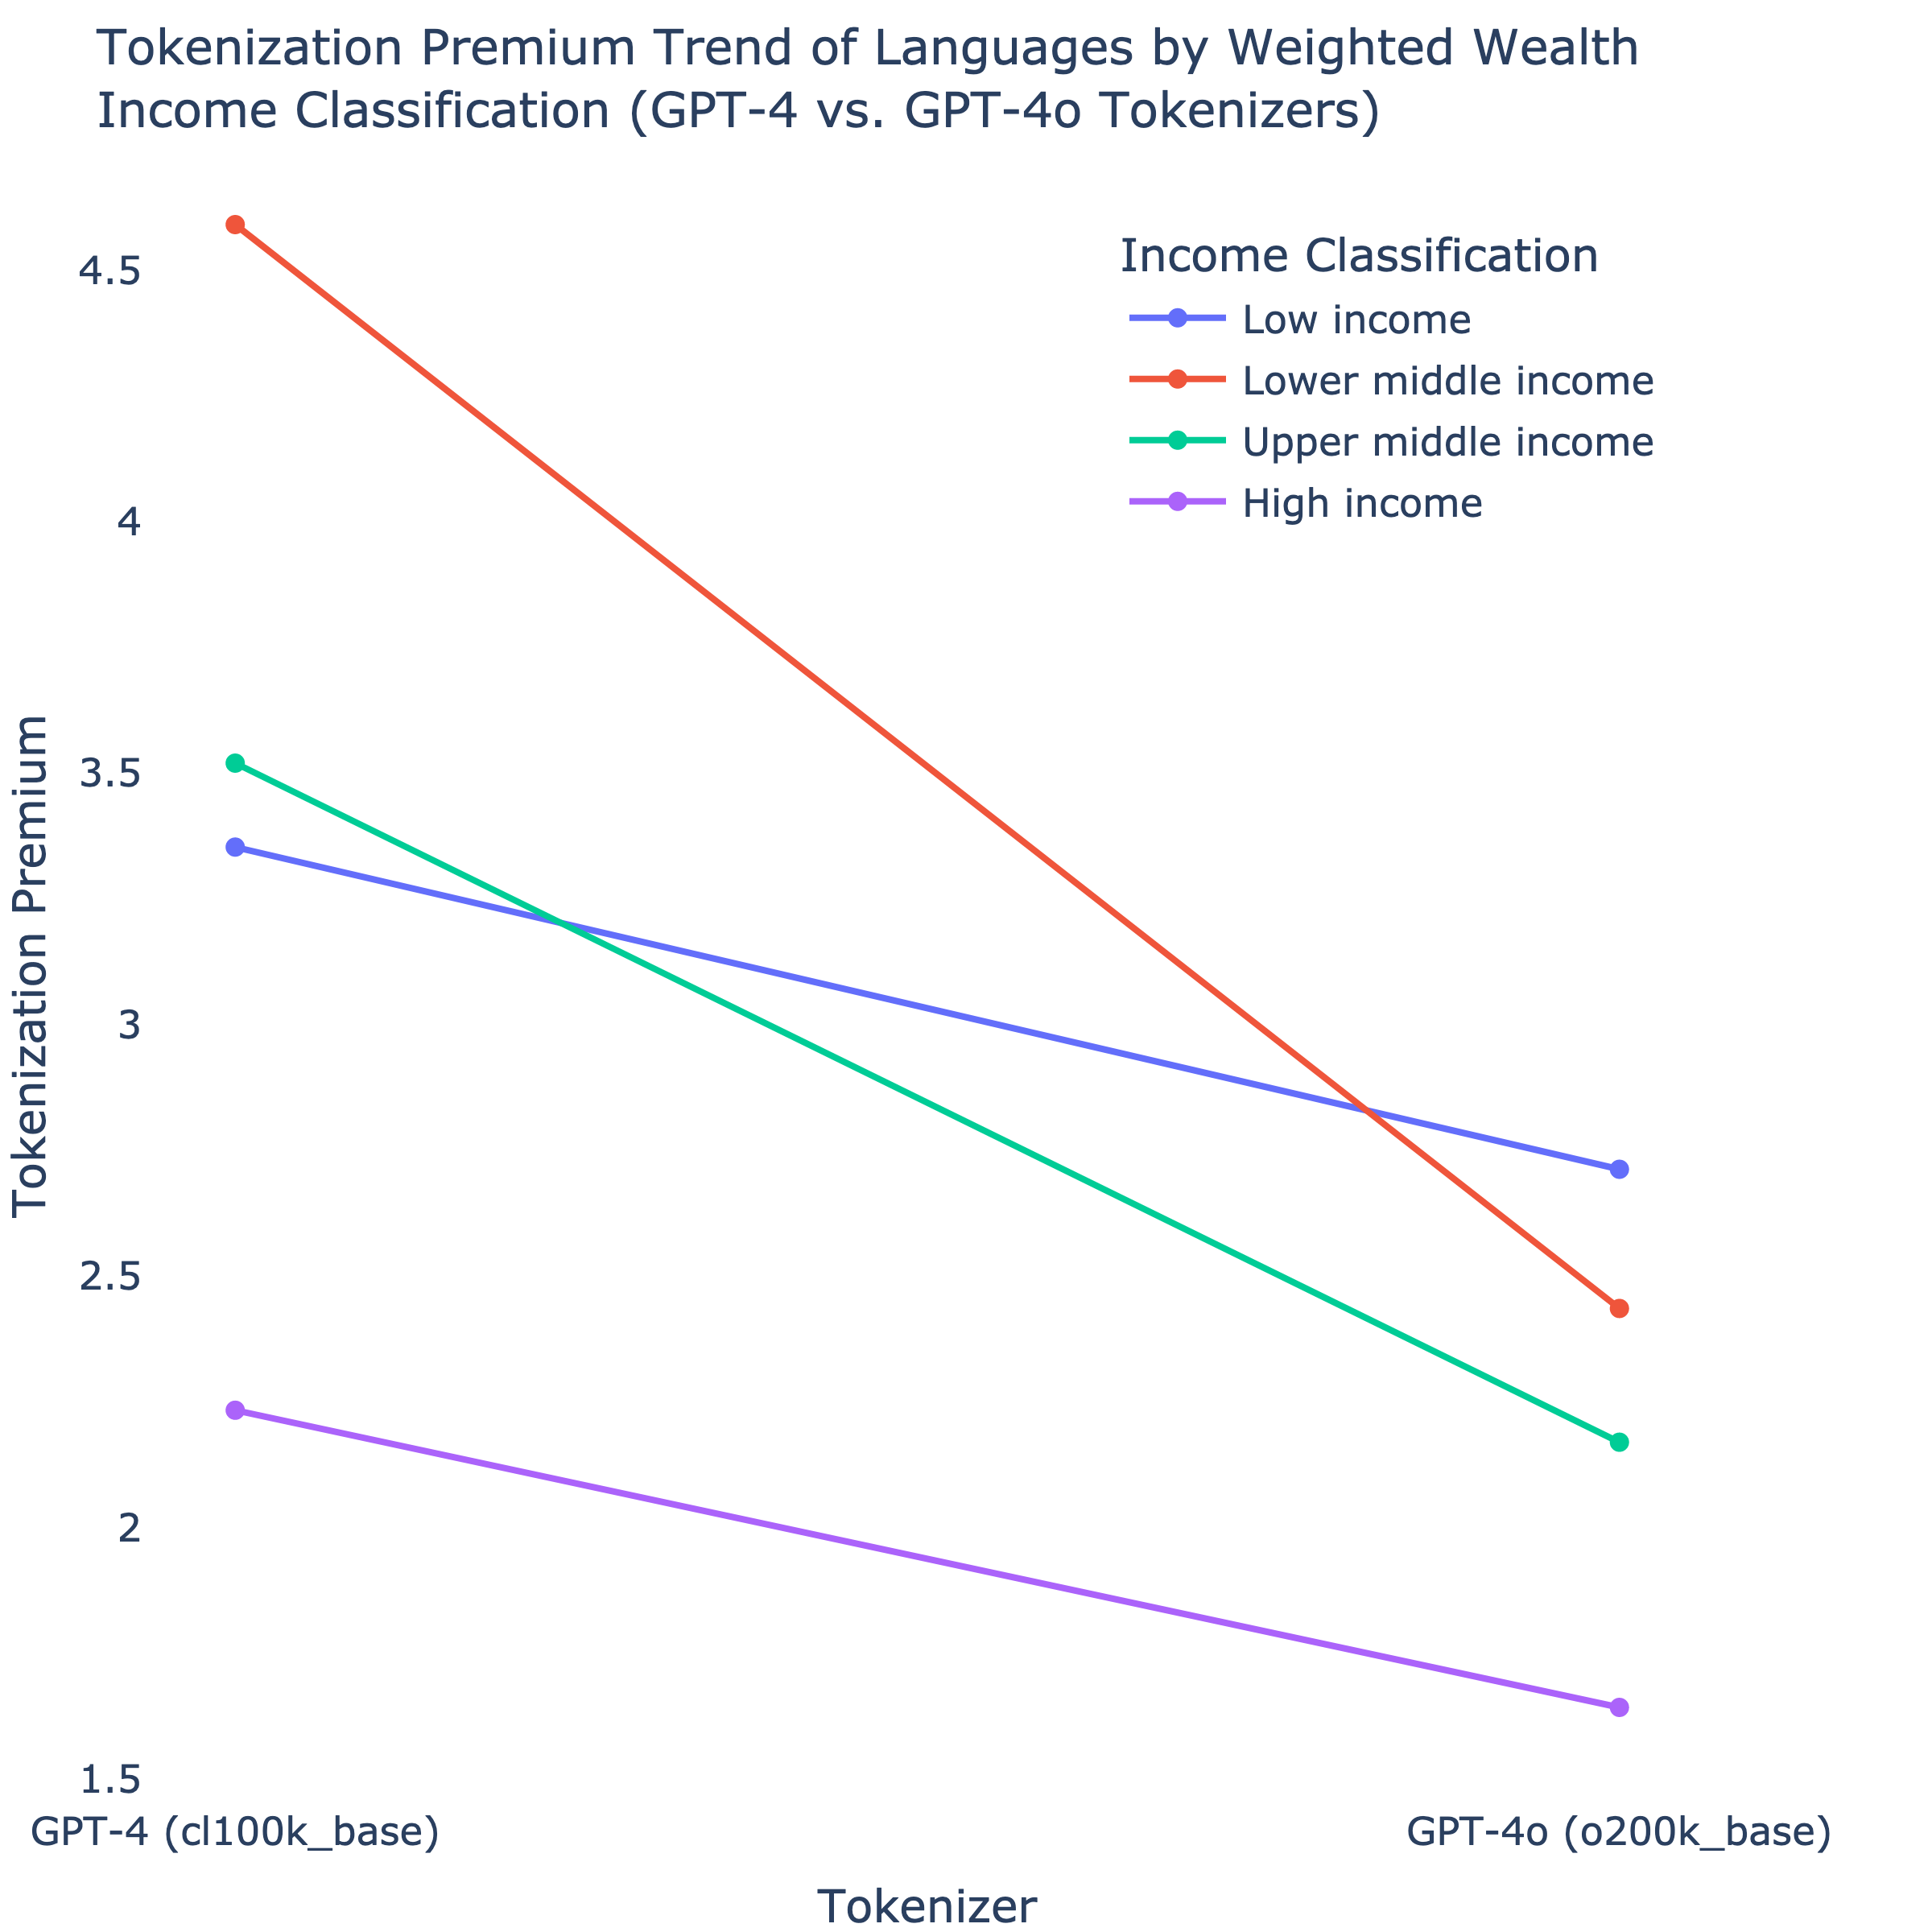 Tokenization Premium Trend of Languages by Weighted Wealth
Income Classification (GPT-4 vs. GPT-4o Tokenizers)
Income Classification
Low income
Lower middle income
Upper middle income
High income
Tokenization Premium
4.5
4
3.5
3
2.5
2
1.5
GPT-4 (cl100k_base)
GPT-4o (o200k_base)
Tokenizer